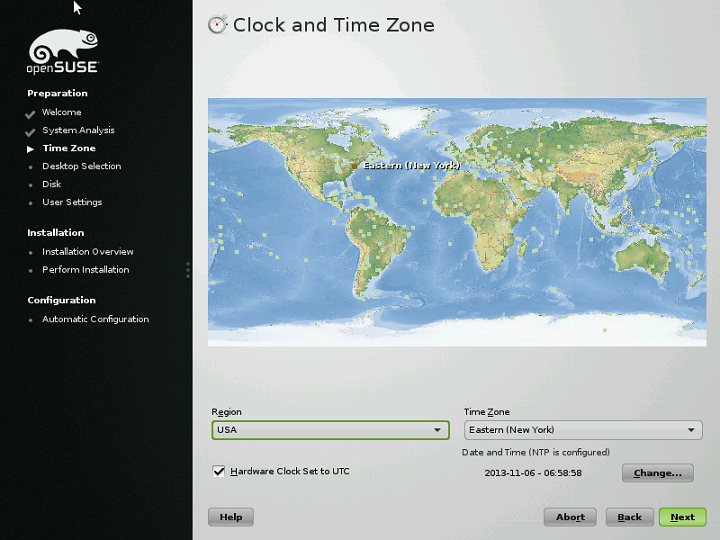 Clock and Time Zone
openSUSE
Preparation
Welcome
System Analysis
Time Zone
Desktop Selection
Disk
User Settings
Installation
Installation Overview
Perform Installation
Configuration
Automatic Configuration
Eastern (New York)
Region
Time Zone
USA
Eastern (New York)
Date and Time (NTP is configured)
Hardware Clock Set to UTC
2013-11-06 - 06:58:58
Change...
Help
Abort
Back
Next